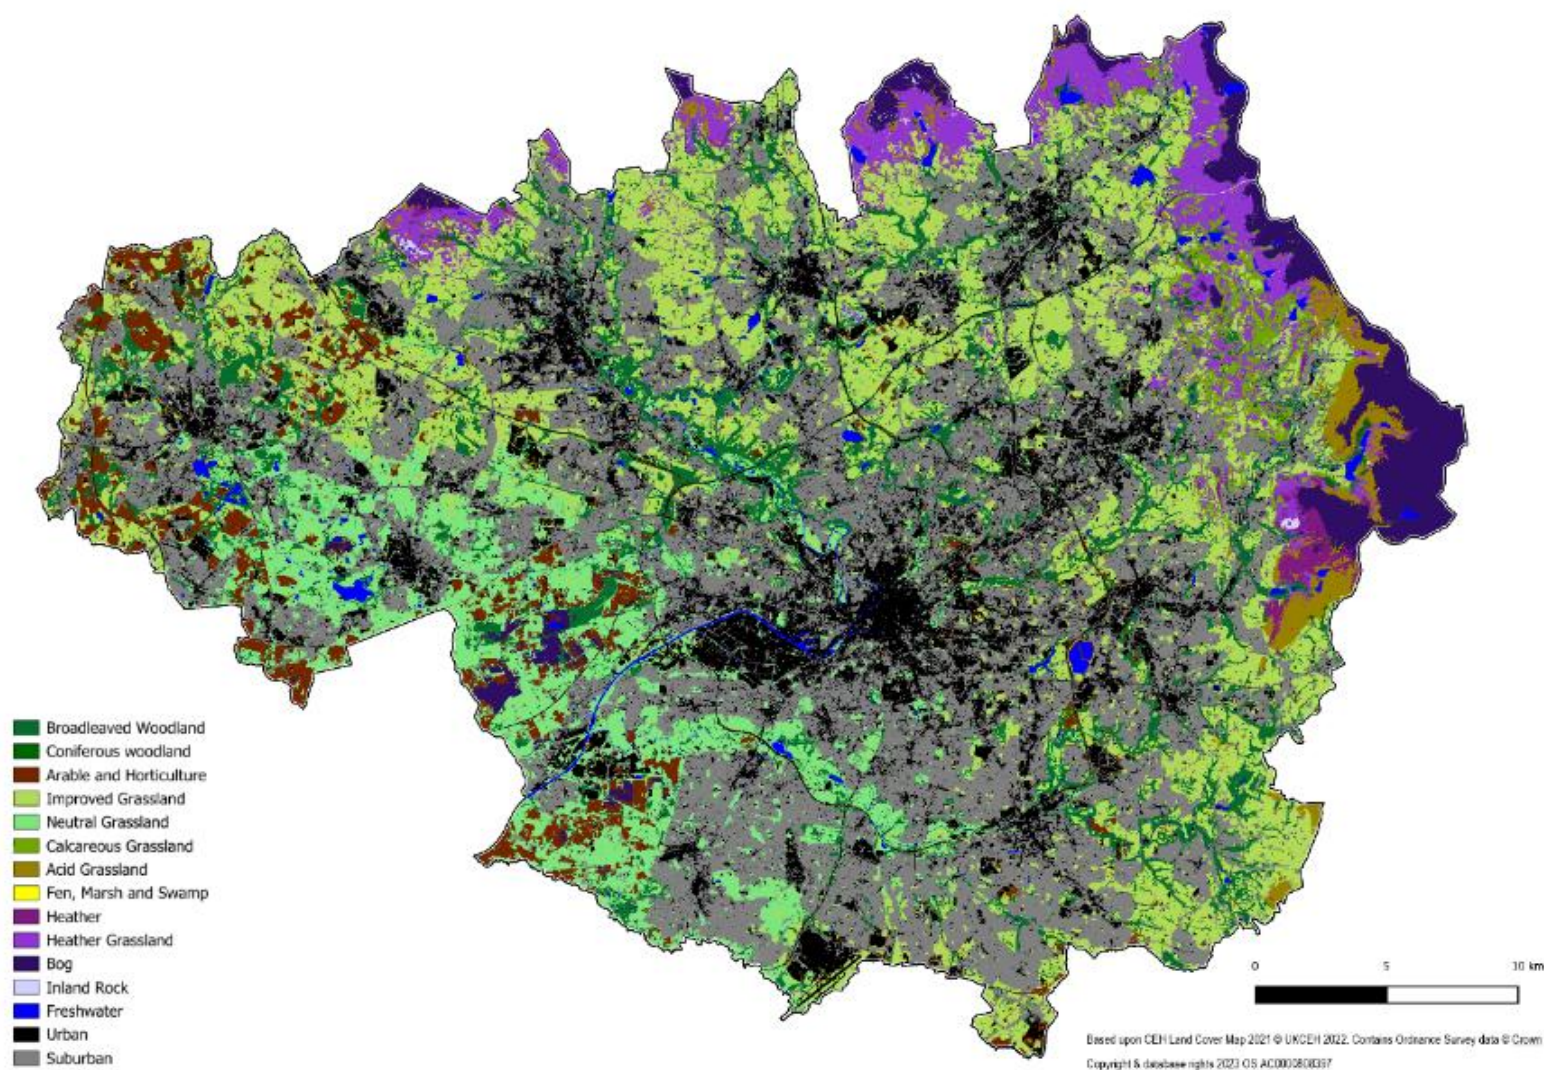 Broadleaved Woodland
Coniferous woodland
Arable and Horticulture
Improved Grassland
Neutral Grassland
Calcareous Grassland
Acid Grassland
Fen, Marsh and Swamp
Heather
Heather Grassland
Bog
Inland Rock
Freshwater
Urban
Suburban
0 5 10 km
Based upon CEH Land Cover Map 2021 © UKCEH 2022. Contains Ordnance Survey data © Crown
Copyright & database rights 2023 OS AC0000808397